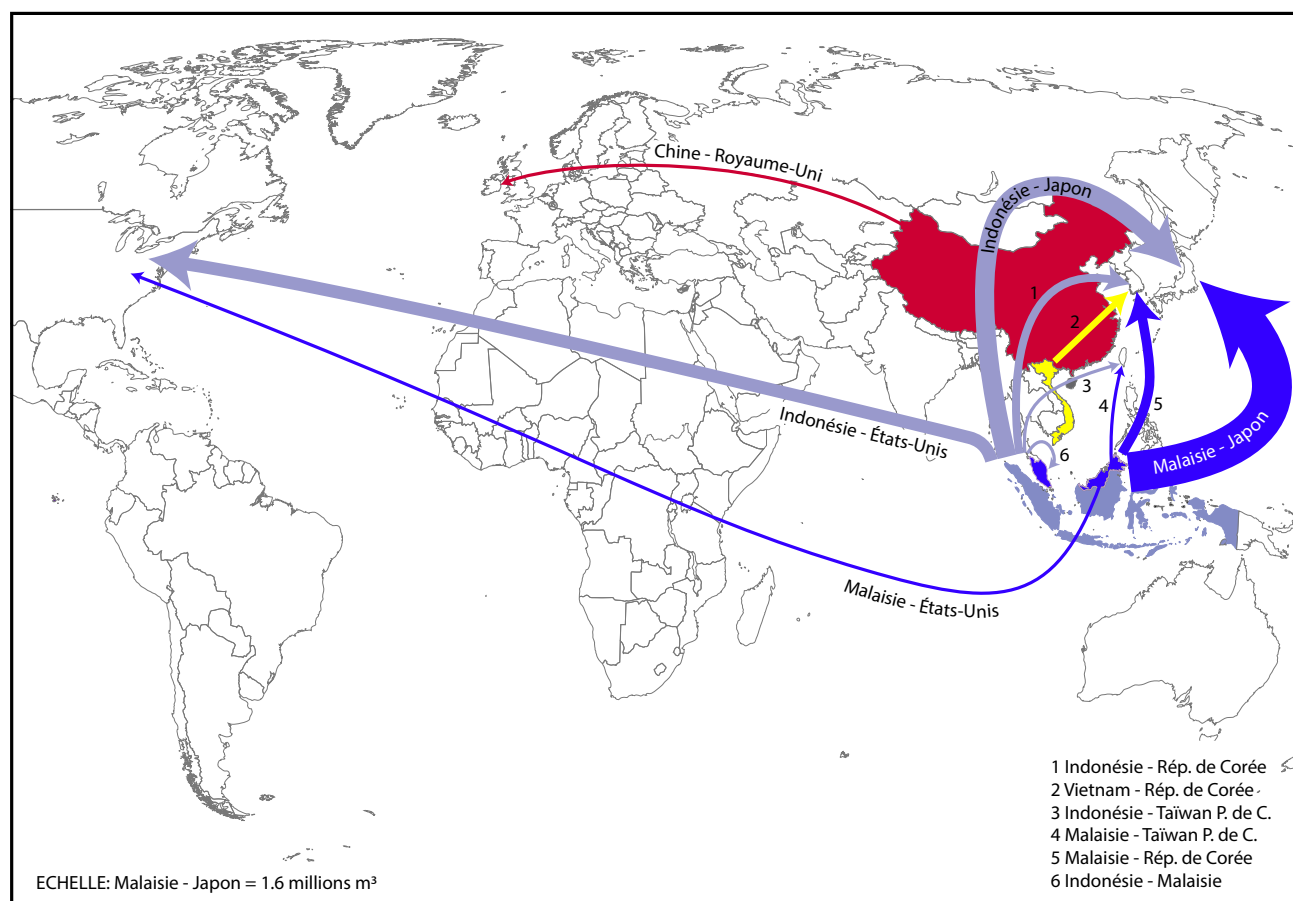 Chine - Royaume-Uni
Indonésie - Japon
1
2
3
4
5
6
Indonésie - États-Unis
Malaisie - Japon
Malaisie - États-Unis
1 Indonésie - Rép. de Corée
2 Vietnam - Rép. de Corée
3 Indonésie - Taïwan P. de C.
4 Malaisie - Taïwan P. de C.
5 Malaisie - Rép. de Corée
6 Indonésie - Malaisie
ECHELLE: Malaisie - Japon = 1.6 millions m³